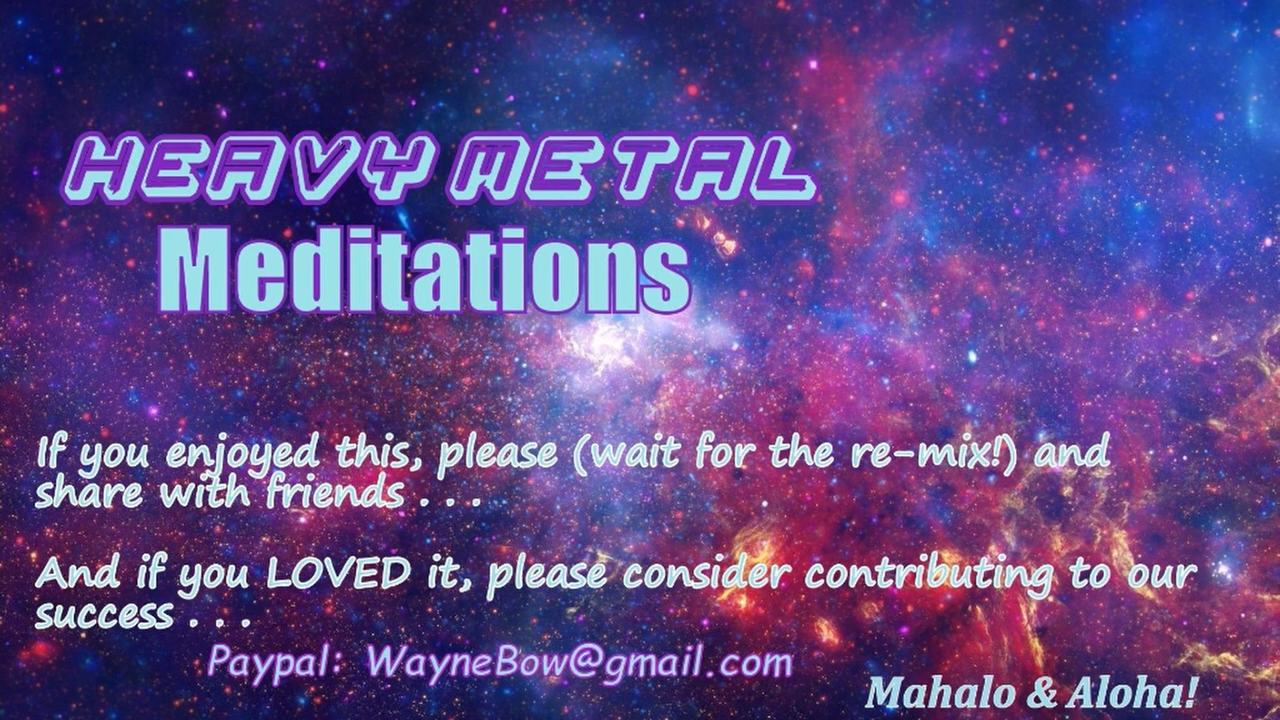 HEAVY METAL
Meditations
If you enjoyed this, please (wait for the re-mix!) and
share with friends . . .
And if you LOVED it, please consider contributing to our
success . . .
Paypal: WayneBow@gmail.com
Mahalo & Aloha!